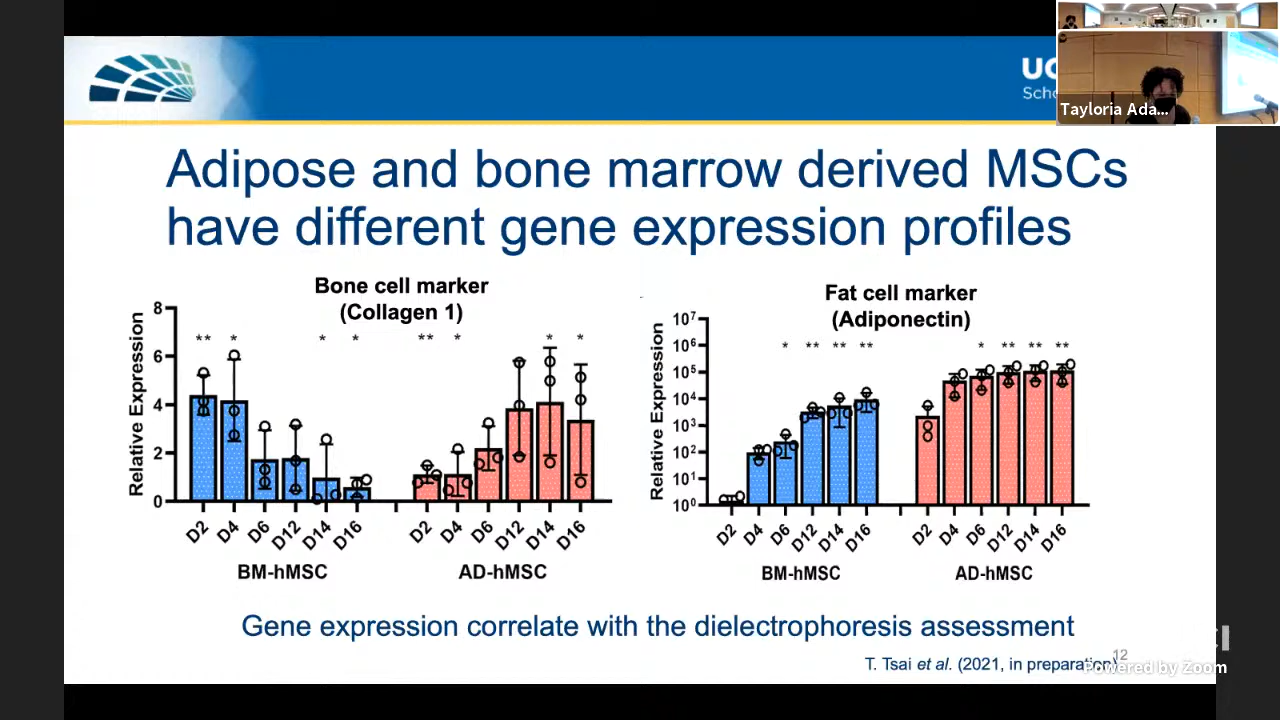 UC
Scho
Tayloria Ada...
Adipose and bone marrow derived MSCs
have different gene expression profiles
Bone cell marker
(Collagen 1)
Relative Expression
8
6
4
2
0
** * * * ** * * *
D2 D4 D6 D12 D14 D16 D2 D4 D6 D12 D14 D16
BM-hMSC AD-hMSC
Fat cell marker
(Adiponectin)
Relative Expression
10⁷
10⁶
10⁵
10⁴
10³
10²
10¹
10⁰
* ** ** ** * ** ** **
D2 D4 D6 D12 D14 D16 D2 D4 D6 D12 D14 D16
BM-hMSC AD-hMSC
Gene expression correlate with the dielectrophoresis assessment
T. Tsai et al. (2021, in preparation)
12
Powered by Zoom